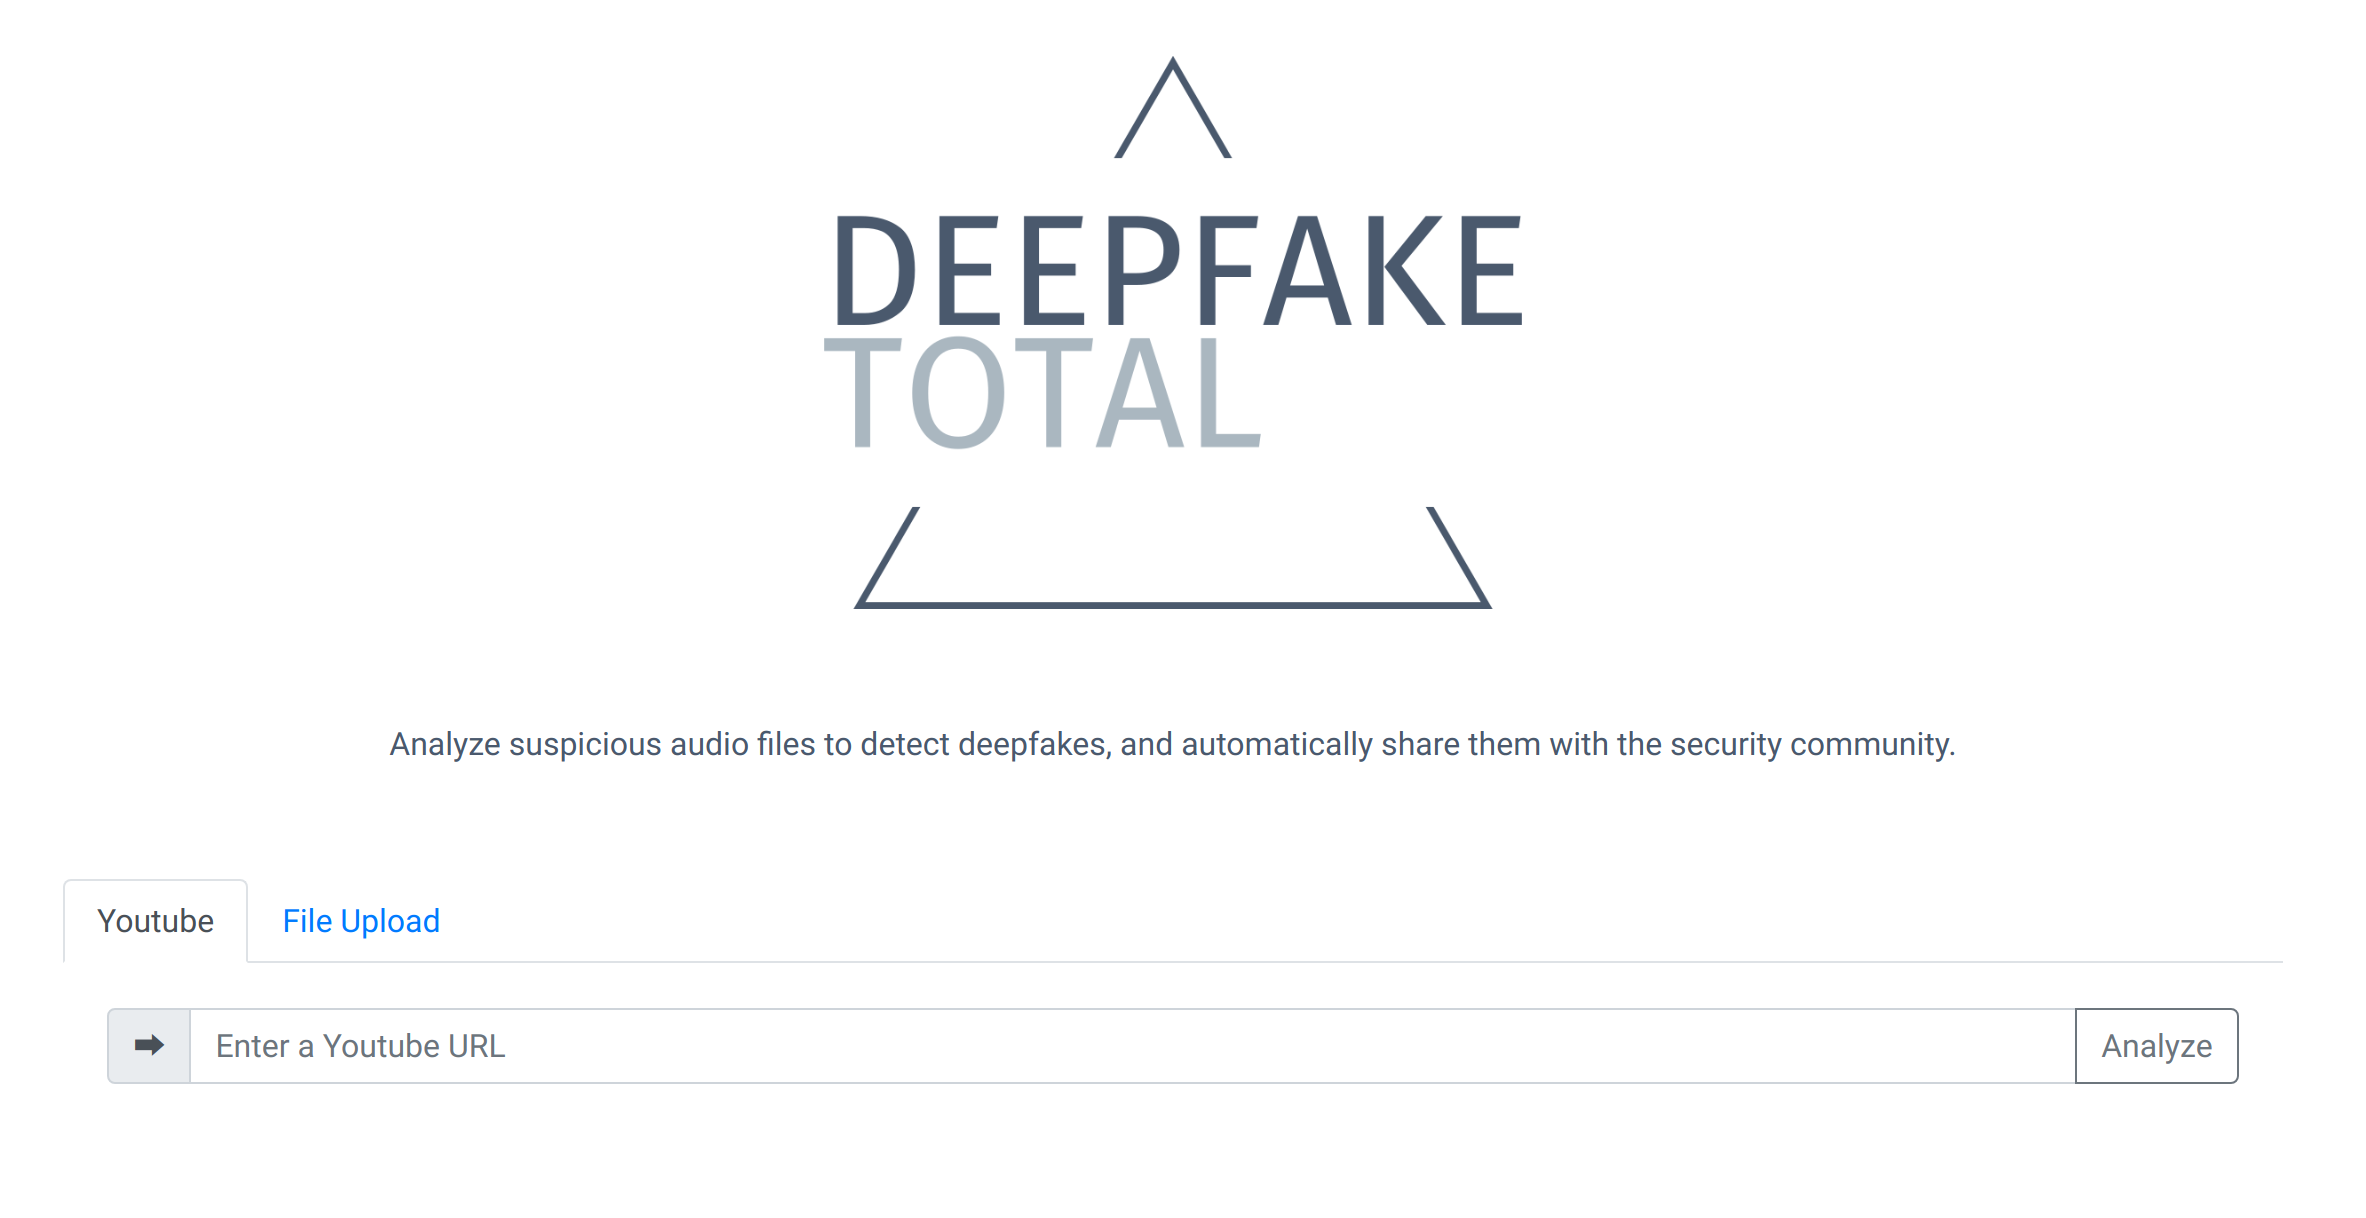 DEEPFAKE
TOTAL
Analyze suspicious audio files to detect deepfakes, and automatically share them with the security community.
Youtube
File Upload
Enter a Youtube URL
Analyze